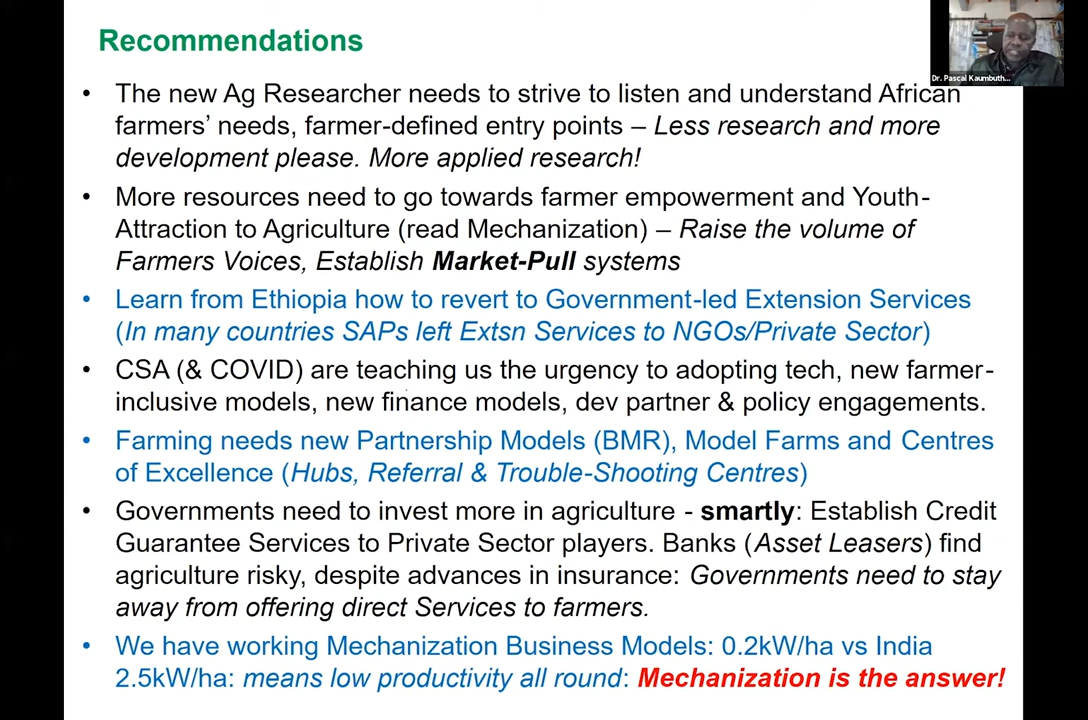 Recommendations
Dr. Pascal Kaumbuth...
• The new Ag Researcher needs to strive to listen and understand African
farmers’ needs, farmer-defined entry points – Less research and more
development please. More applied research!
• More resources need to go towards farmer empowerment and Youth-
Attraction to Agriculture (read Mechanization) – Raise the volume of
Farmers Voices, Establish Market-Pull systems
• Learn from Ethiopia how to revert to Government-led Extension Services
(In many countries SAPs left Extsn Services to NGOs/Private Sector)
• CSA (& COVID) are teaching us the urgency to adopting tech, new farmer-
inclusive models, new finance models, dev partner & policy engagements.
• Farming needs new Partnership Models (BMR), Model Farms and Centres
of Excellence (Hubs, Referral & Trouble-Shooting Centres)
• Governments need to invest more in agriculture - smartly: Establish Credit
Guarantee Services to Private Sector players. Banks (Asset Leasers) find
agriculture risky, despite advances in insurance: Governments need to stay
away from offering direct Services to farmers.
• We have working Mechanization Business Models: 0.2kW/ha vs India
2.5kW/ha: means low productivity all round: Mechanization is the answer!